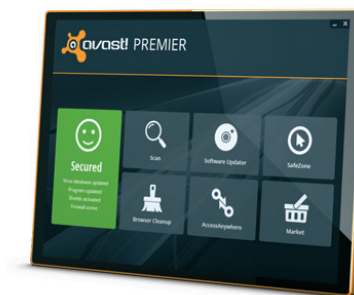 avast! PREMIER
Secured
Virus database updated
Program updated
Shields activated
Firewall active
Scan
Software Updater
SafeZone
Browser Cleanup
AccessAnywhere
Market